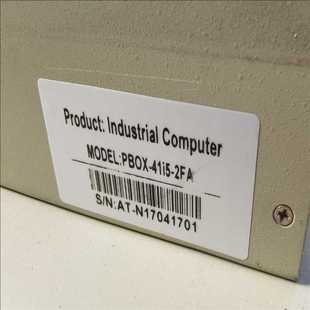 Product: Industrial Computer
MODEL:PBOX-41i5-2FA
S/N:AT-N17041701